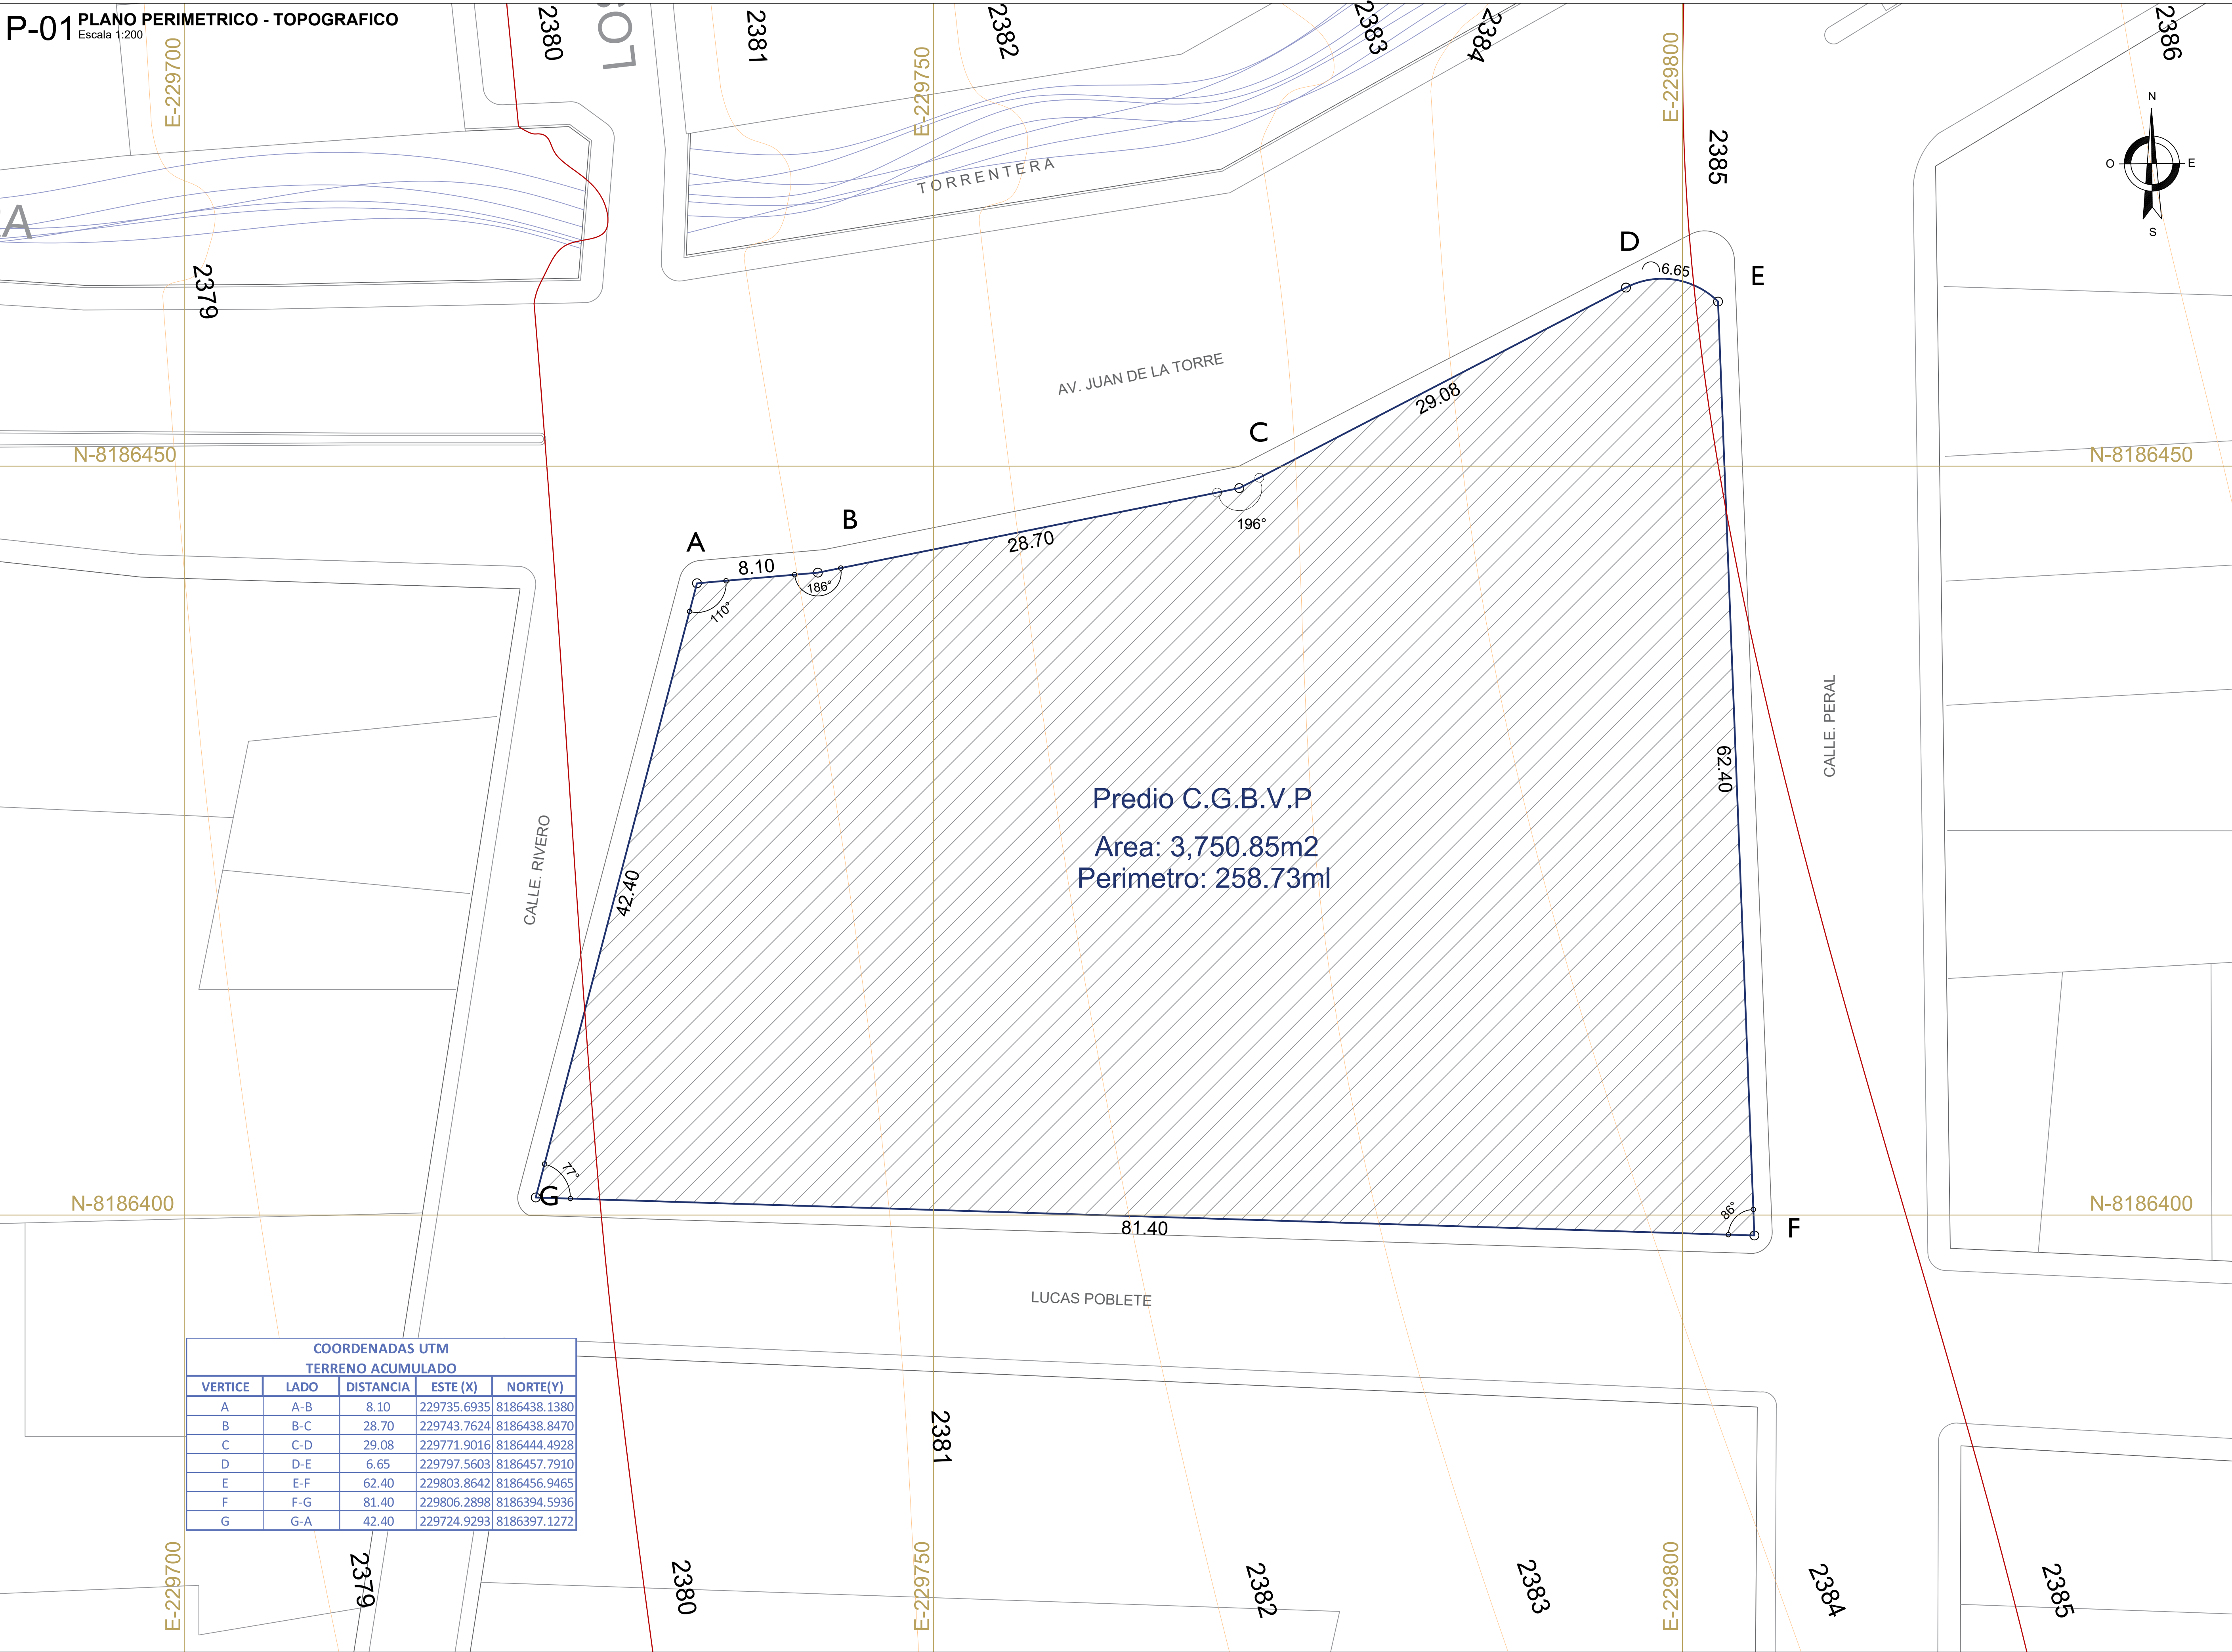 P-01 PLANO PERIMETRICO - TOPOGRAFICO
Escala 1:200
E-229700
2380
2381
E-229750
2382
2383
2384
E-229800
2385
2386
N
O
E
S
LOS
A
TORRENTERA
2379
D
6.65
E
AV. JUAN DE LA TORRE
29.08
C
N-8186450
N-8186450
196°
B
28.70
A
8.10
186°
110°
CALLE. PERAL
62.40
Predio C.G.B.V.P
Area: 3,750.85m2
Perimetro: 258.73ml
CALLE. RIVERO
42.40
77°
G
86°
N-8186400
N-8186400
81.40
F
LUCAS POBLETE
COORDENADAS UTM
TERRENO ACUMULADO
VERTICE LADO DISTANCIA ESTE (X) NORTE(Y)
A A-B 8.10 229735.6935 8186438.1380
B B-C 28.70 229743.7624 8186438.8470
C C-D 29.08 229771.9016 8186444.4928
D D-E 6.65 229797.5603 8186457.7910
E E-F 62.40 229803.8642 8186456.9465
F F-G 81.40 229806.2898 8186394.5936
G G-A 42.40 229724.9293 8186397.1272
2381
E-229700
2379
2380
E-229750
2382
2383
E-229800
2384
2385